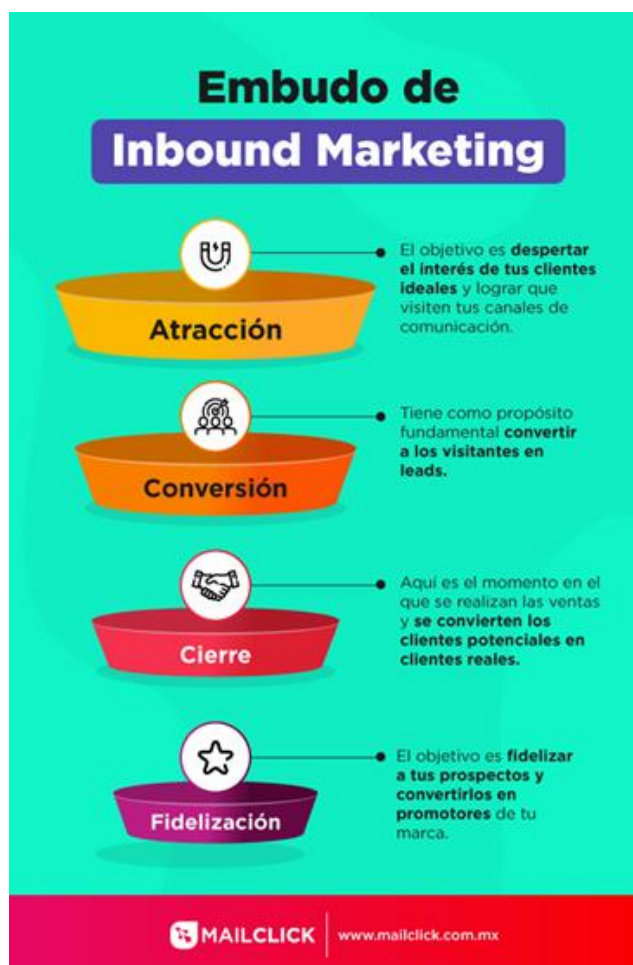 Embudo de
Inbound Marketing
El objetivo es despertar
el interés de tus clientes
ideales y lograr que
visiten tus canales de
comunicación.
Atracción
Tiene como propósito
fundamental convertir
a los visitantes en
leads.
Conversión
Aquí es el momento en el
que se realizan las ventas
y se convierten los
clientes potenciales en
clientes reales.
Cierre
El objetivo es fidelizar
a tus prospectos y
convertirlos en
promotores de tu
marca.
Fidelización
MAILCLICK
www.mailclick.com.mx